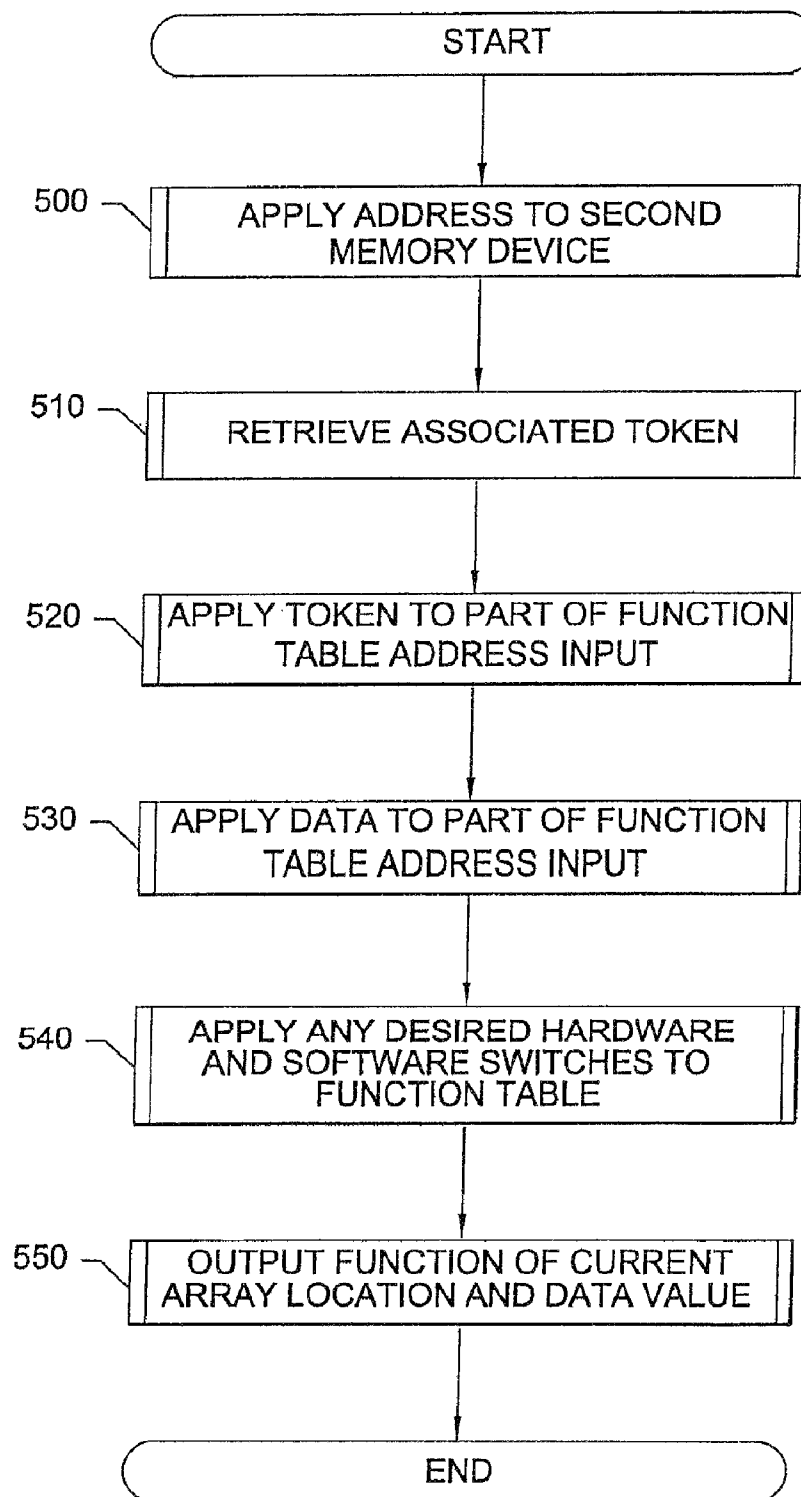 START
500
APPLY ADDRESS TO SECOND
MEMORY DEVICE
510
RETRIEVE ASSOCIATED TOKEN
520
APPLY TOKEN TO PART OF FUNCTION
TABLE ADDRESS INPUT
530
APPLY DATA TO PART OF FUNCTION
TABLE ADDRESS INPUT
540
APPLY ANY DESIRED HARDWARE
AND SOFTWARE SWITCHES TO
FUNCTION TABLE
550
OUTPUT FUNCTION OF CURRENT
ARRAY LOCATION AND DATA VALUE
END